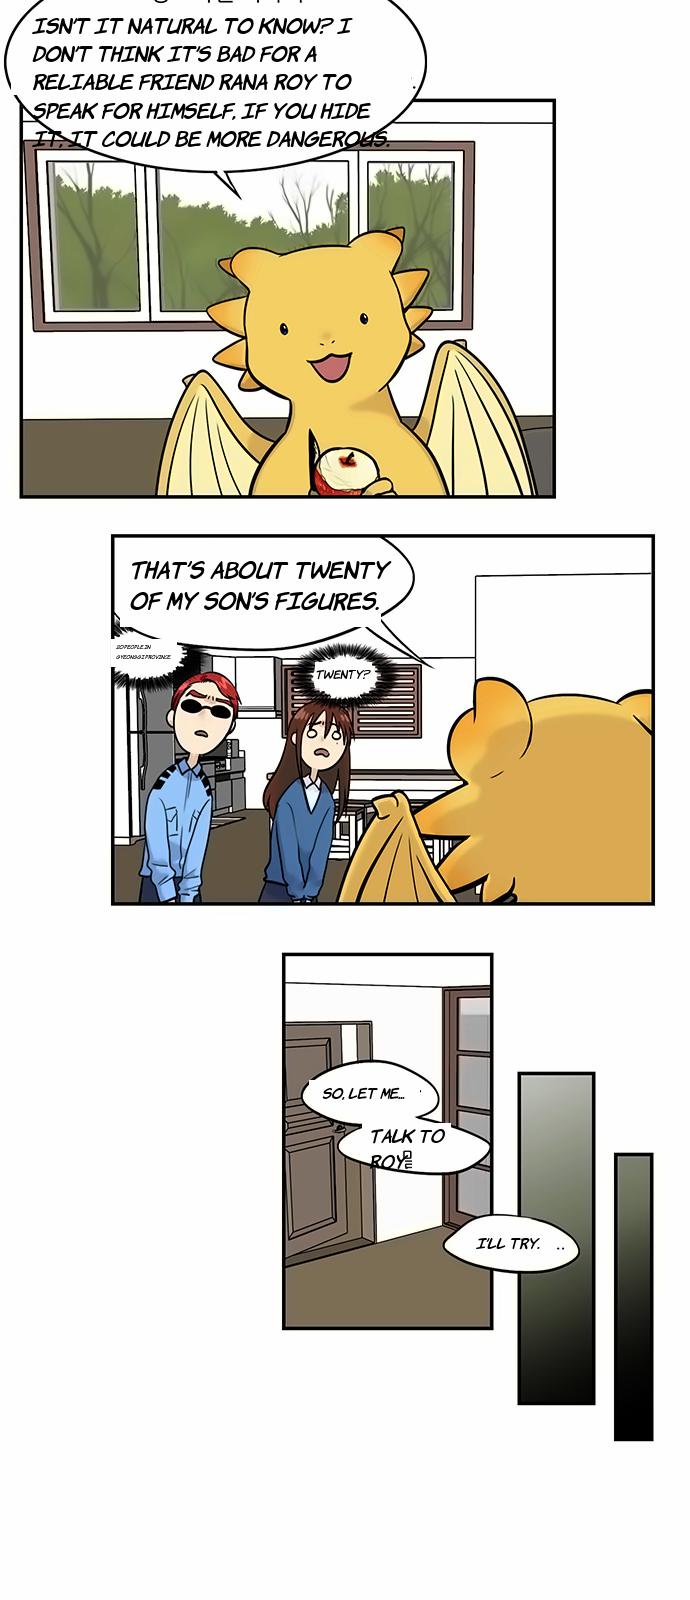 ISN'T IT NATURAL TO KNOW? I
DON'T THINK IT'S BAD FOR A
RELIABLE FRIEND RANA ROY TO
SPEAK FOR HIMSELF, IF YOU HIDE
IT, IT COULD BE MORE DANGEROUS.
THAT'S ABOUT TWENTY
OF MY SON'S FIGURES.
20 PEOPLE IN
GYEONGGI PROVINCE
TWENTY?
SO, LET ME...
TALK TO
ROY
I'LL TRY. ..